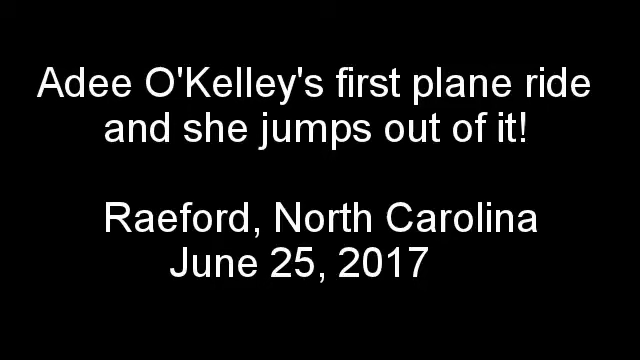 Adee O'Kelley's first plane ride
and she jumps out of it!
Raeford, North Carolina
June 25, 2017